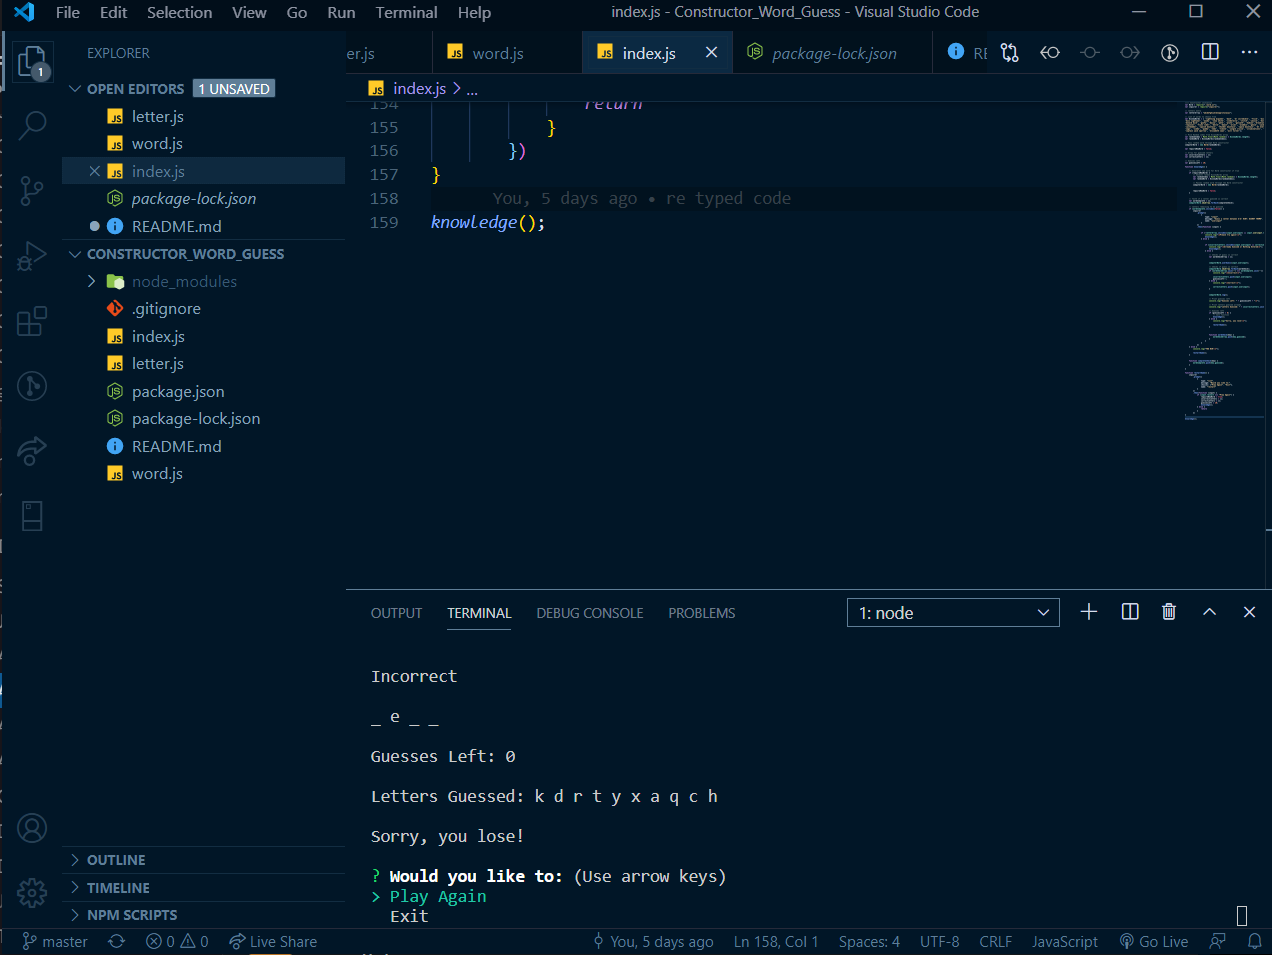 File Edit Selection View Go Run Terminal Help
index.js - Constructor_Word_Guess - Visual Studio Code
EXPLORER
OPEN EDITORS 1 UNSAVED
letter.js
word.js
index.js
package-lock.json
README.md
CONSTRUCTOR_WORD_GUESS
node_modules
.gitignore
index.js
letter.js
package.json
package-lock.json
README.md
word.js
OUTLINE
TIMELINE
NPM SCRIPTS
1
er.js word.js index.js package-lock.json RE
index.js > ...
154 return
155 }
156 })
157 }
158 You, 5 days ago • re typed code
159 knowledge();
OUTPUT TERMINAL DEBUG CONSOLE PROBLEMS 1: node
Incorrect
_ e _ _
Guesses Left: 0
Letters Guessed: k d r t y x a q c h
Sorry, you lose!
? Would you like to: (Use arrow keys)
> Play Again
Exit
master 0 0 Live Share You, 5 days ago Ln 158, Col 1 Spaces: 4 UTF-8 CRLF JavaScript Go Live